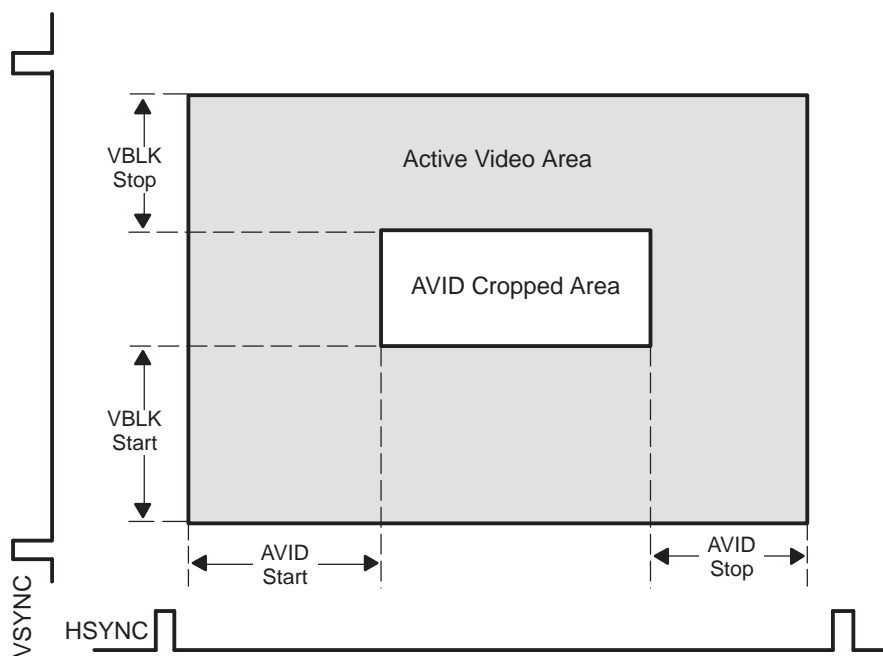 VBLK
Stop
Active Video Area
AVID Cropped Area
VBLK
Start
AVID
Start
AVID
Stop
VSYNC
HSYNC